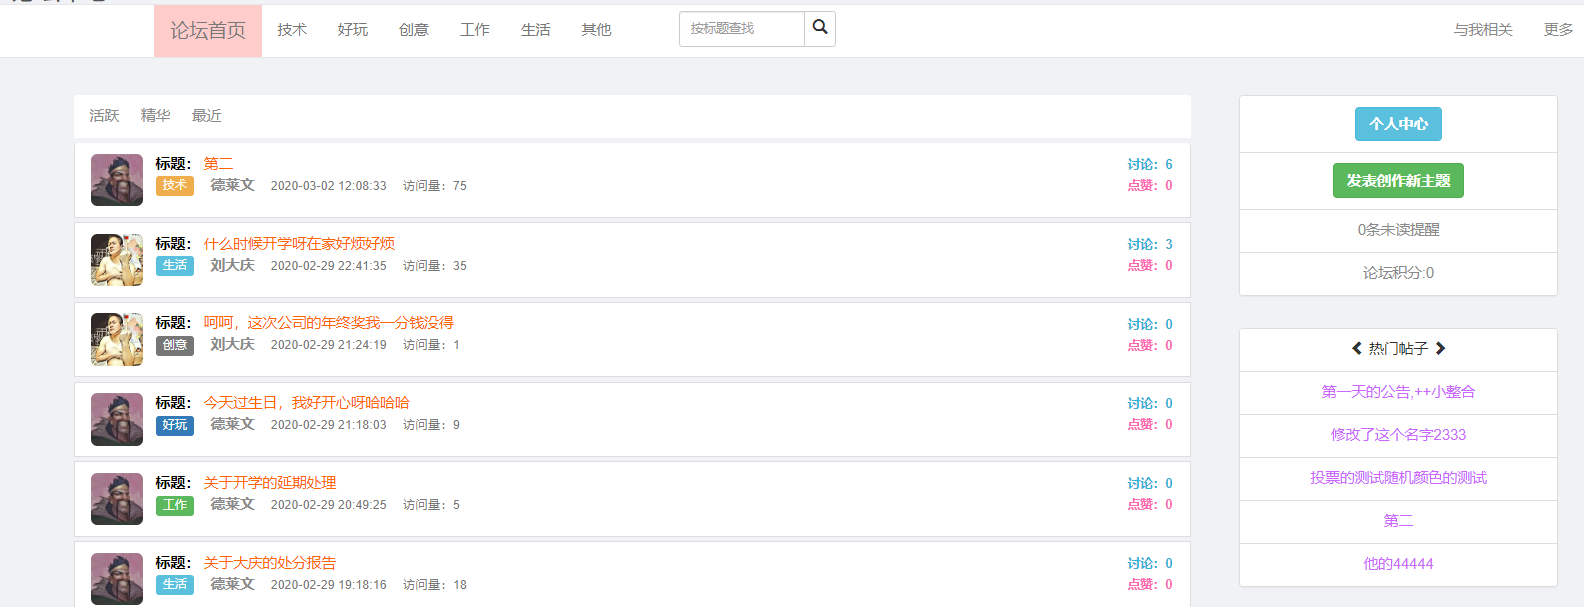 论坛首页 技术 好玩 创意 工作 生活 其他 按标题查找 与我相关 更多
活跃 精华 最近
标题： 第二 讨论：6
技术 德莱文 2020-03-02 12:08:33 访问量：75 点赞：0
标题： 什么时候开学呀在家好烦好烦 讨论：3
生活 刘大庆 2020-02-29 22:41:35 访问量：35 点赞：0
标题： 呵呵，这次公司的年终奖我一分钱没得 讨论：0
创意 刘大庆 2020-02-29 21:24:19 访问量：1 点赞：0
标题： 今天过生日，我好开心呀哈哈哈 讨论：0
好玩 德莱文 2020-02-29 21:18:03 访问量：9 点赞：0
标题： 关于开学的延期处理 讨论：0
工作 德莱文 2020-02-29 20:49:25 访问量：5 点赞：0
标题： 关于大庆的处分报告 讨论：0
生活 德莱文 2020-02-29 19:18:16 访问量：18 点赞：0
个人中心
发表创作新主题
0条未读提醒
论坛积分:0
热门帖子
第一天的公告,++小整合
修改了这个名字2333
投票的测试随机颜色的测试
第二
他的44444